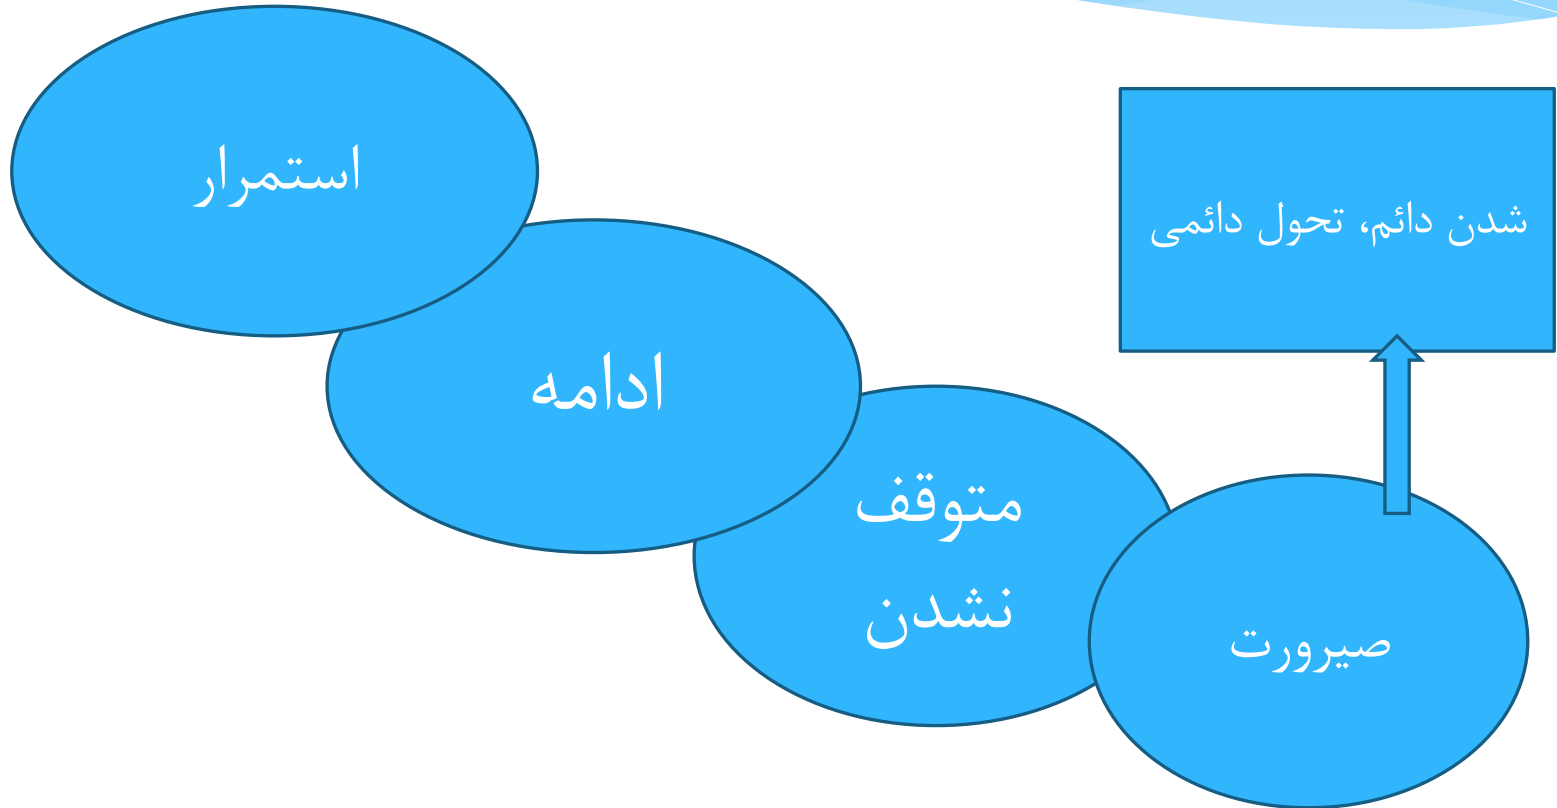 استمرار
شدن دائم، تحول دائمی
ادامه
متوقف
نشدن
صیرورت